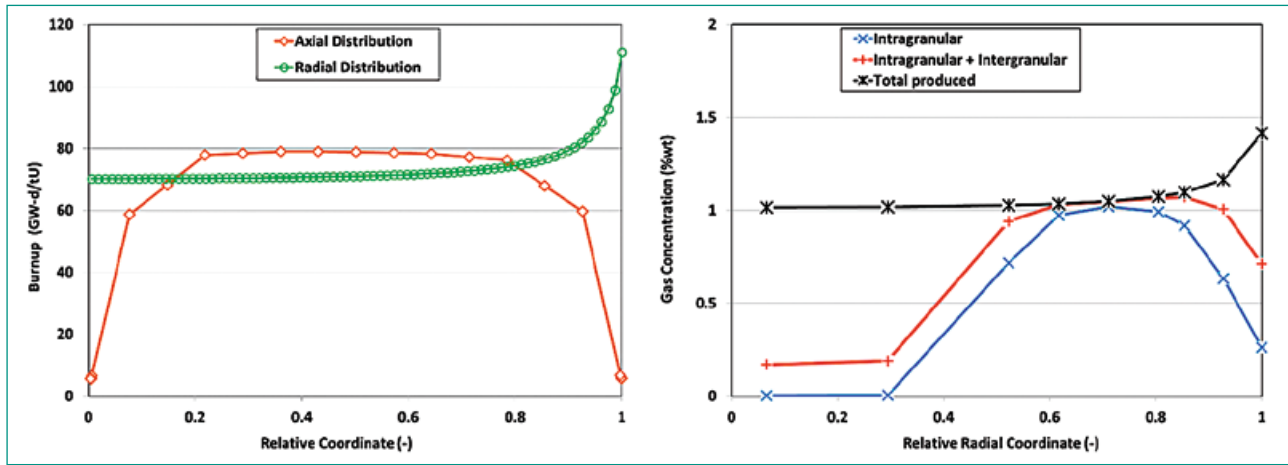 120
100
80
60
40
20
0
Burnup (GW-d/tU)
Axial Distribution
Radial Distribution
0 0.2 0.4 0.6 0.8 1
Relative Coordinate (-)
2
1.5
1
0.5
0
Gas Concentration (%wt)
Intragranular
Intragranular + Intergranular
Total produced
0 0.2 0.4 0.6 0.8 1
Relative Radial Coordinate (-)